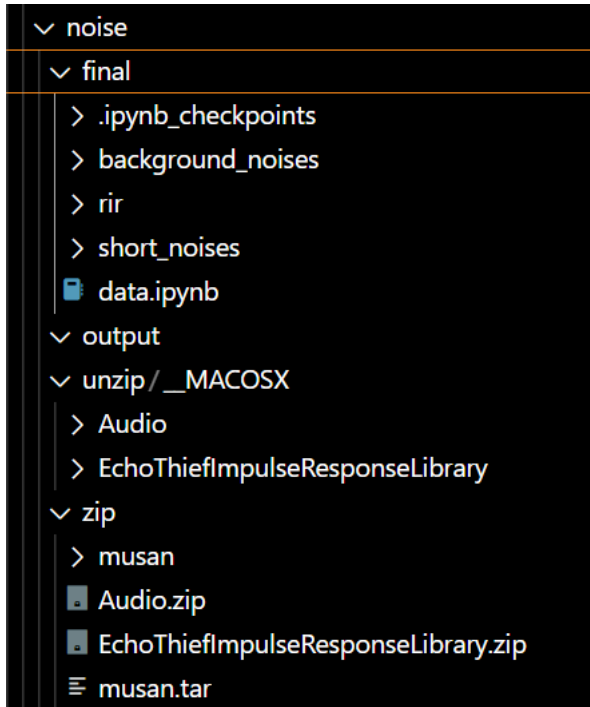 noise
final
.ipynb_checkpoints
background_noises
rir
short_noises
data.ipynb
output
unzip / __MACOSX
Audio
EchoThiefImpulseResponseLibrary
zip
musan
Audio.zip
EchoThiefImpulseResponseLibrary.zip
musan.tar